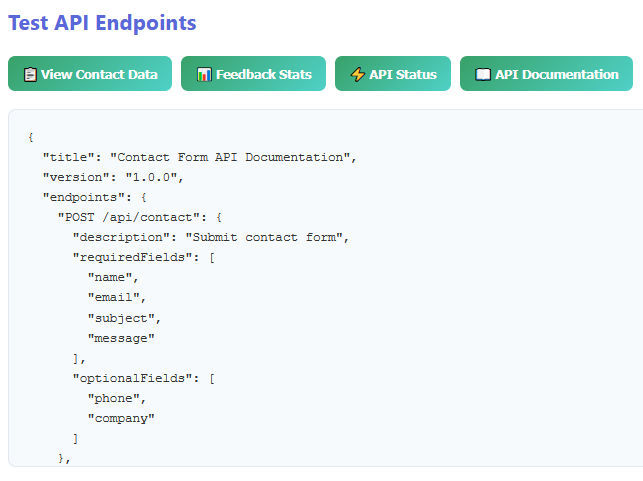 Test API Endpoints
View Contact Data Feedback Stats API Status API Documentation
{
  "title": "Contact Form API Documentation",
  "version": "1.0.0",
  "endpoints": {
    "POST /api/contact": {
      "description": "Submit contact form",
      "requiredFields": [
        "name",
        "email",
        "subject",
        "message"
      ],
      "optionalFields": [
        "phone",
        "company"
      ]
    },